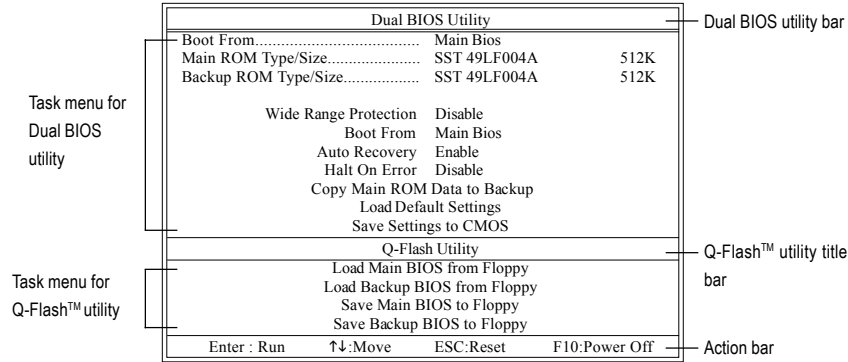 Dual BIOS Utility
Dual BIOS utility bar
Boot From..................................... Main Bios
Main ROM Type/Size...................... SST 49LF004A 512K
Backup ROM Type/Size.................. SST 49LF004A 512K
Task menu for
Dual BIOS
utility
Wide Range Protection Disable
Boot From Main Bios
Auto Recovery Enable
Halt On Error Disable
Copy Main ROM Data to Backup
Load Default Settings
Save Settings to CMOS
Q-Flash Utility
Q-Flash™ utility title
bar
Task menu for
Q-Flash™ utility
Load Main BIOS from Floppy
Load Backup BIOS from Floppy
Save Main BIOS to Floppy
Save Backup BIOS to Floppy
Enter : Run ↑↓:Move ESC:Reset F10:Power Off
Action bar